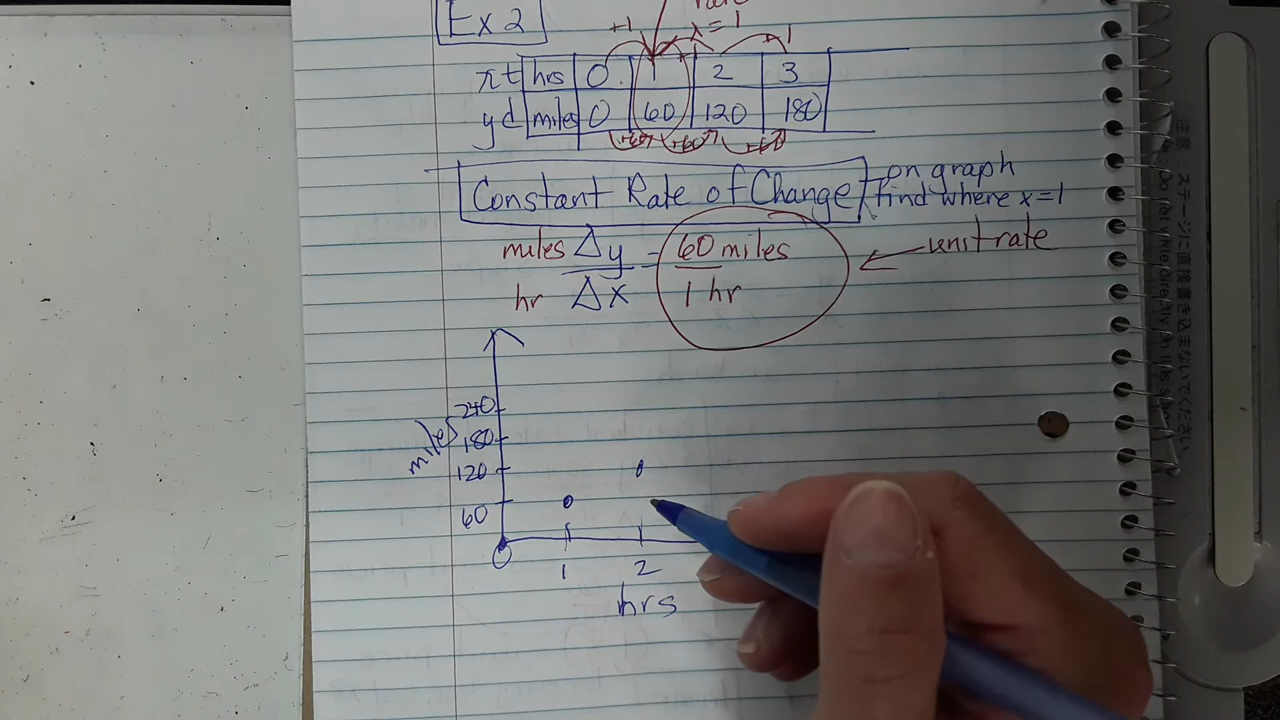 Ex 2
rate
+1 x=1 +1
x t hrs 0 1 2 3
y d miles 0 60 120 180
+60 +60 +60
Constant Rate of Change
on graph
find where x=1
miles Δy = 60 miles
hr Δx 1 hr
unit rate
240
180
120
60
miles
0 1 2
hrs